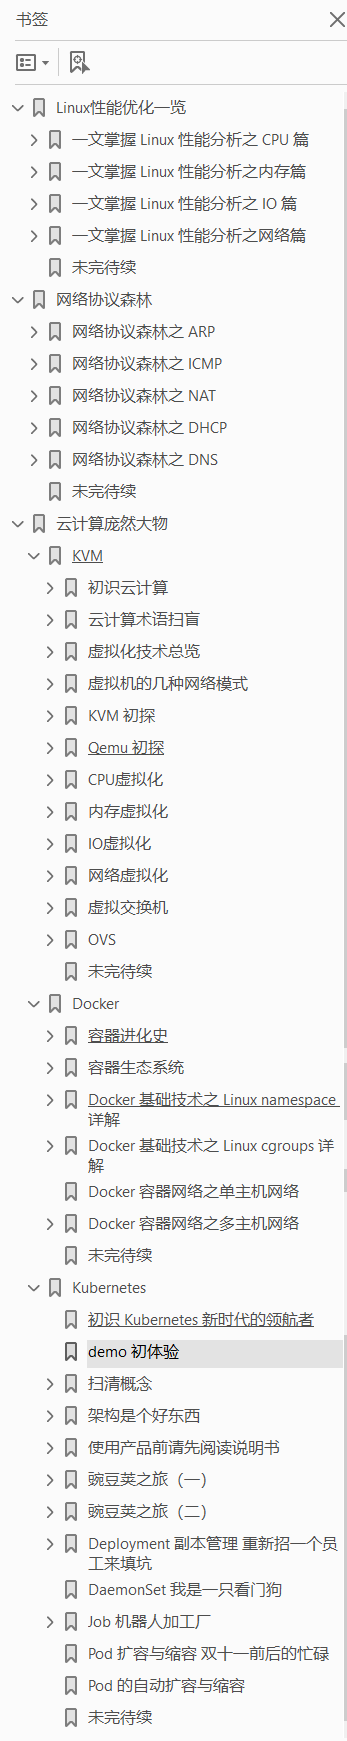 书签
Linux性能优化一览
一文掌握 Linux 性能分析之 CPU 篇
一文掌握 Linux 性能分析之内存篇
一文掌握 Linux 性能分析之 IO 篇
一文掌握 Linux 性能分析之网络篇
未完待续
网络协议森林
网络协议森林之 ARP
网络协议森林之 ICMP
网络协议森林之 NAT
网络协议森林之 DHCP
网络协议森林之 DNS
未完待续
云计算庞然大物
KVM
初识云计算
云计算术语扫盲
虚拟化技术总览
虚拟机的几种网络模式
KVM 初探
Qemu 初探
CPU虚拟化
内存虚拟化
IO虚拟化
网络虚拟化
虚拟交换机
OVS
未完待续
Docker
容器进化史
容器生态系统
Docker 基础技术之 Linux namespace
详解
Docker 基础技术之 Linux cgroups 详
解
Docker 容器网络之单主机网络
Docker 容器网络之多主机网络
未完待续
Kubernetes
初识 Kubernetes 新时代的领航者
demo 初体验
扫清概念
架构是个好东西
使用产品前请先阅读说明书
豌豆荚之旅（一）
豌豆荚之旅（二）
Deployment 副本管理 重新招一个员
工来填坑
DaemonSet 我是一只看门狗
Job 机器人加工厂
Pod 扩容与缩容 双十一前后的忙碌
Pod 的自动扩容与缩容
未完待续